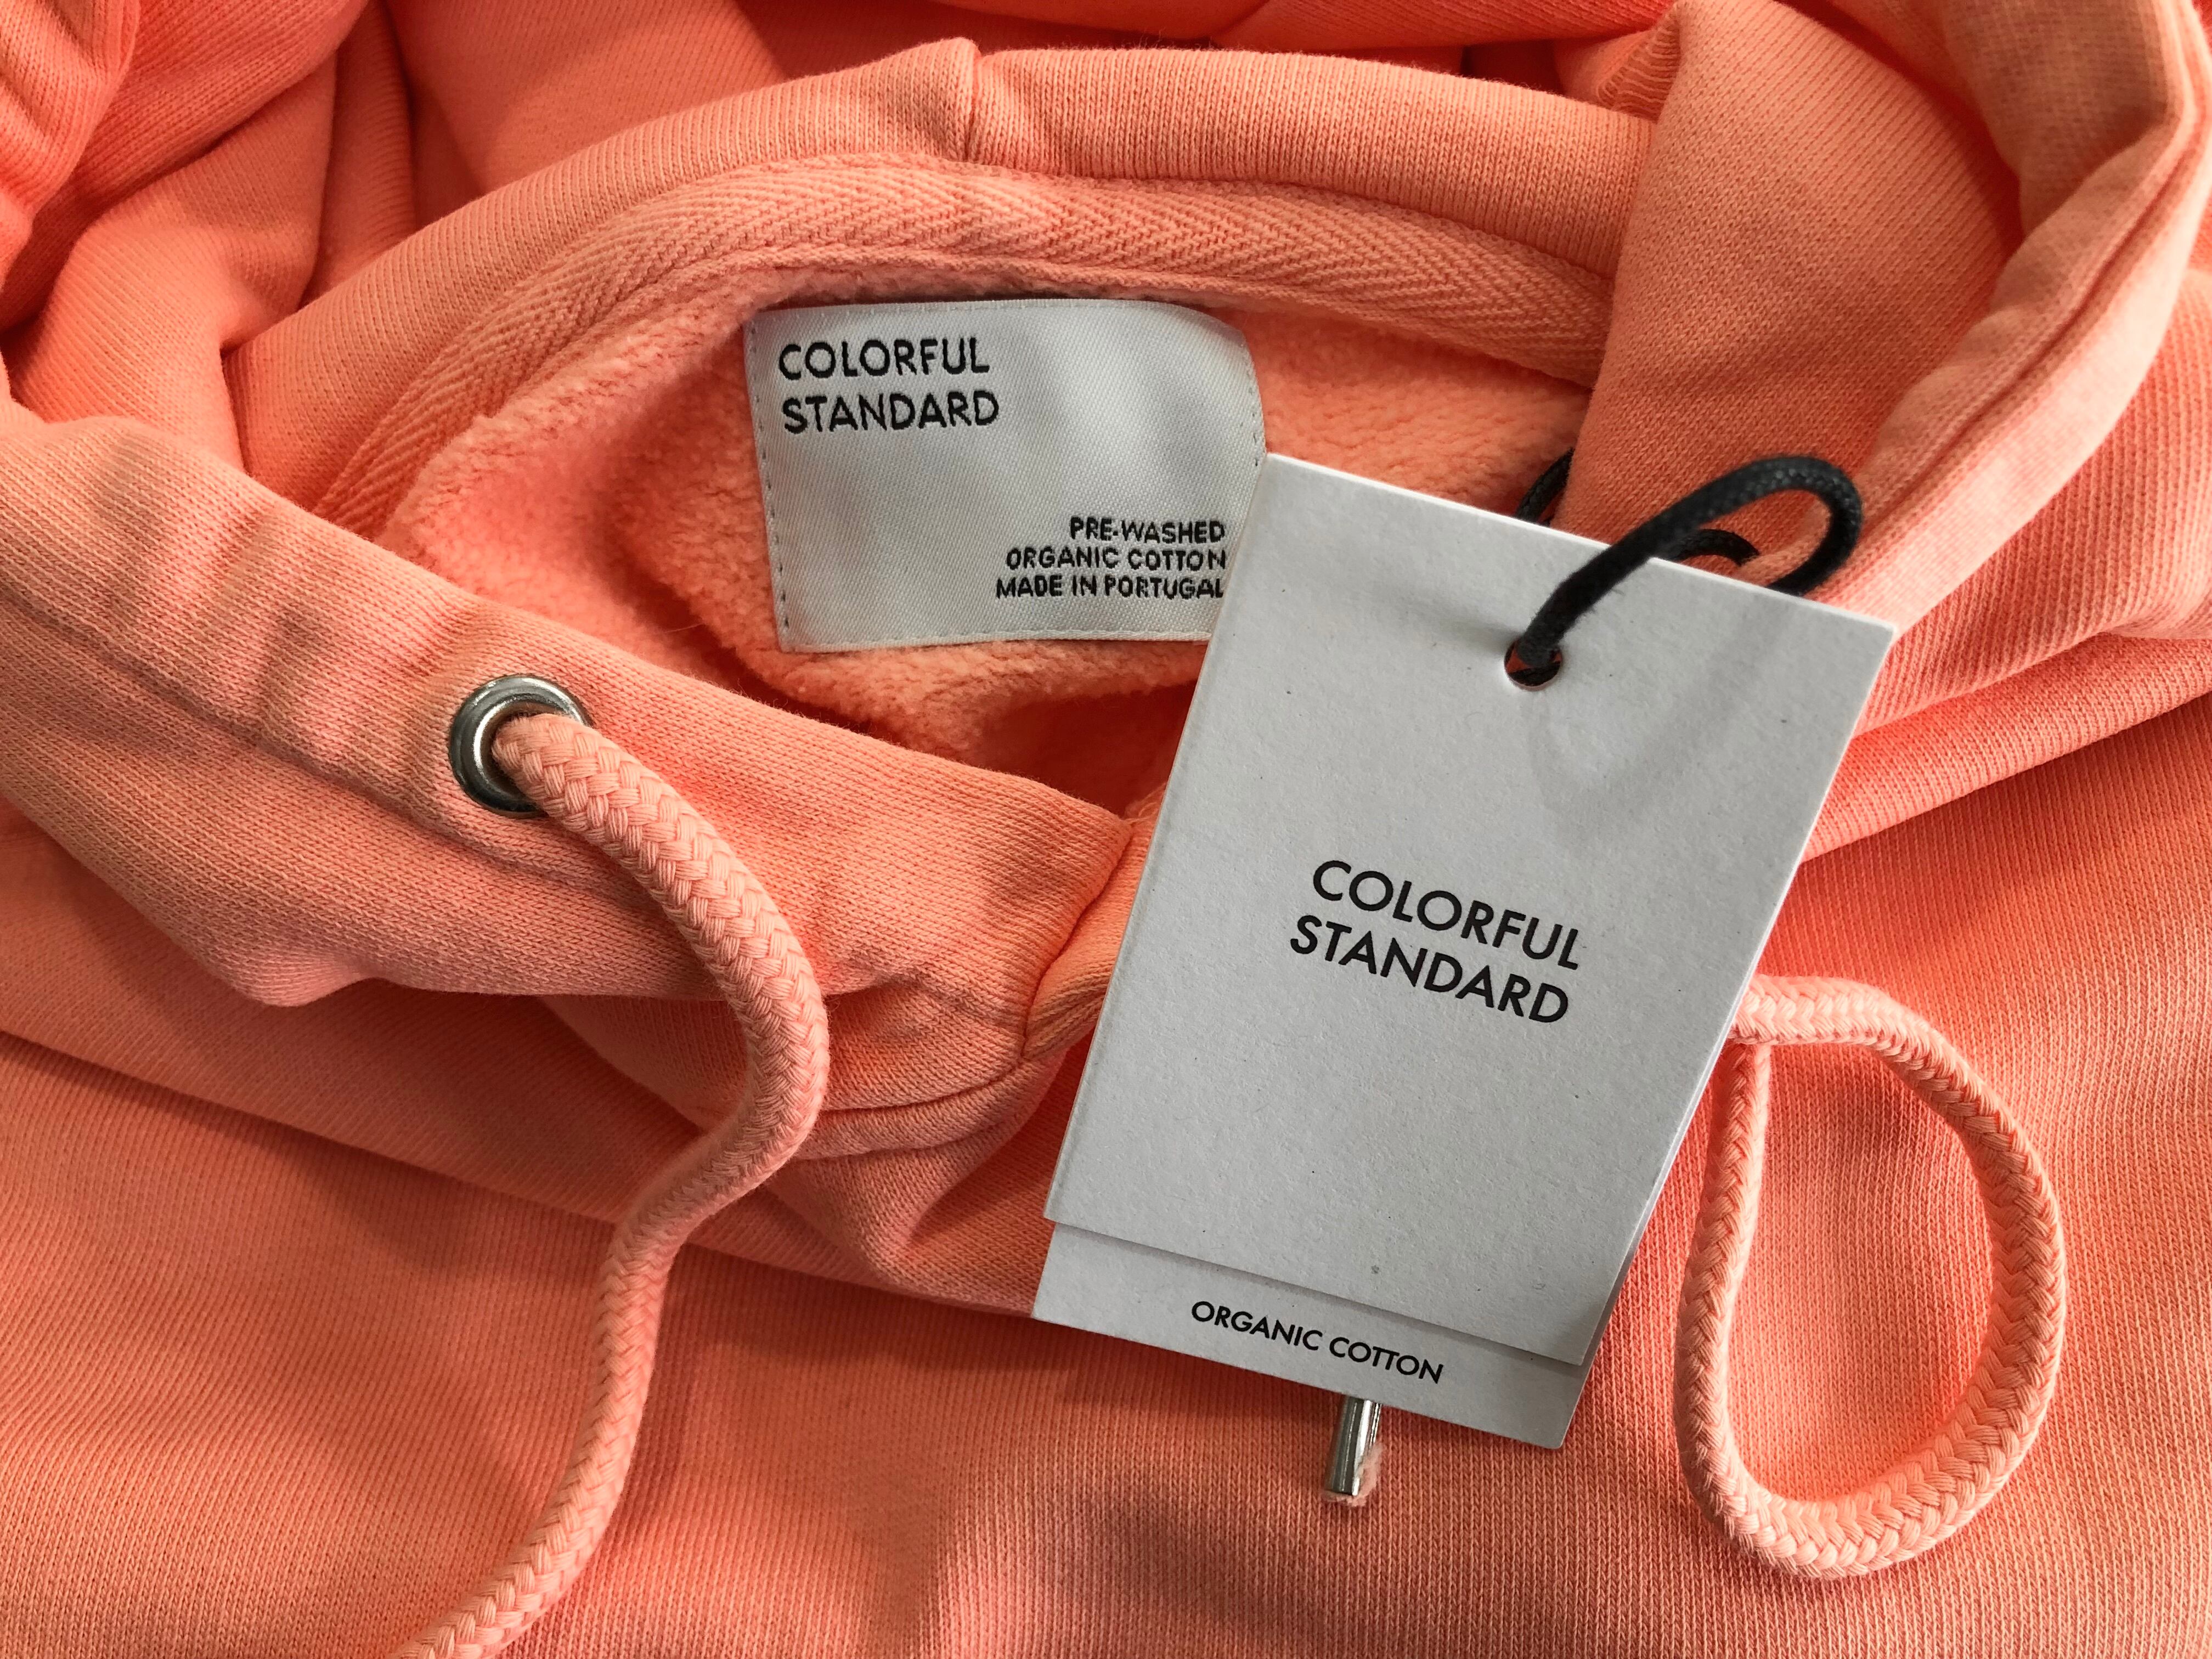 COLORFUL
STANDARD
PRE-WASHED
ORGANIC COTTON
MADE IN PORTUGAL
COLORFUL
STANDARD
ORGANIC COTTON